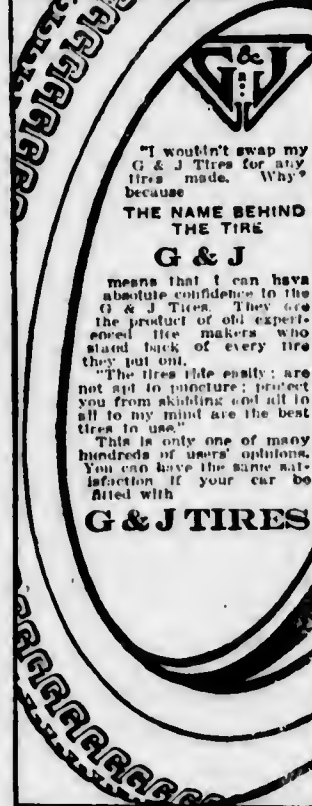 G & J
"I wouldn't swap my
G & J Tires for any
tires made. Why?
because
THE NAME BEHIND
THE TIRE
G & J
means that I can have
absolute confidence in the
G & J Tires. They are
the product of old experi-
enced tire makers who
stand back of every tire
they put out.
"The tires ride easily; are
not apt to puncture; protect
you from skidding and all in
all to my mind are the best
tires to use."
This is only one of many
hundreds of users' opinions.
You can have the same sat-
isfaction if your car be
fitted with
G & J TIRES